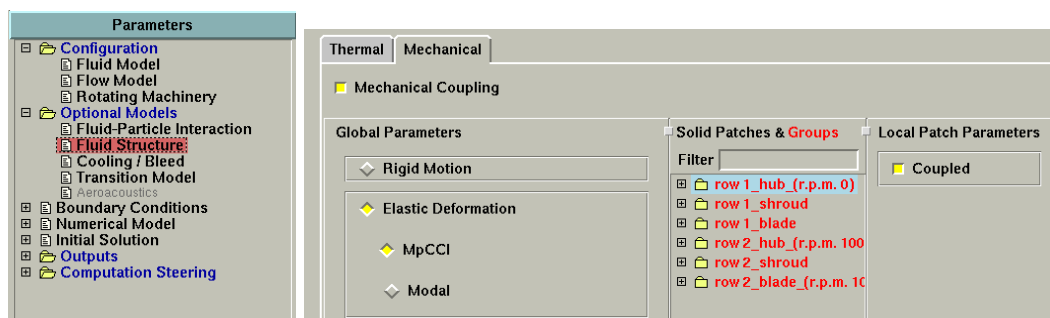 Parameters
Configuration
Fluid Model
Flow Model
Rotating Machinery
Optional Models
Fluid-Particle Interaction
Fluid Structure
Cooling / Bleed
Transition Model
Aeroacoustics
Boundary Conditions
Numerical Model
Initial Solution
Outputs
Computation Steering
Thermal
Mechanical
Mechanical Coupling
Global Parameters
Rigid Motion
Elastic Deformation
MpCCI
Modal
Solid Patches & Groups
Filter
row 1_hub_(r.p.m. 0)
row 1_shroud
row 1_blade
row 2_hub_(r.p.m. 100
row 2_shroud
row 2_blade_(r.p.m. 10
Local Patch Parameters
Coupled